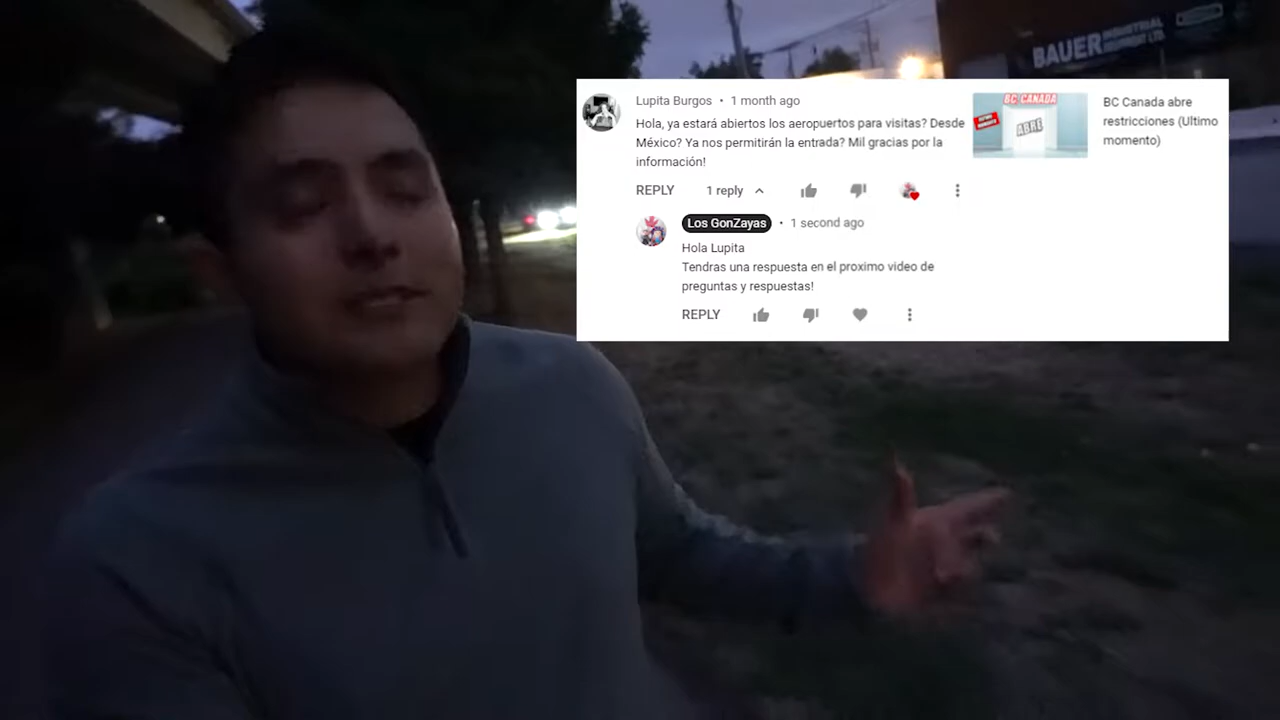 BAUER INDUSTRIAL
EQUIPMENT LTD.
Lupita Burgos • 1 month ago
Hola, ya estará abiertos los aeropuertos para visitas? Desde
México? Ya nos permitirán la entrada? Mil gracias por la
información!
REPLY 1 reply
BC CANADA
ABRE
BC Canada abre
restricciones (Ultimo
momento)
Los GonZayas • 1 second ago
Hola Lupita
Tendras una respuesta en el proximo video de
preguntas y respuestas!
REPLY